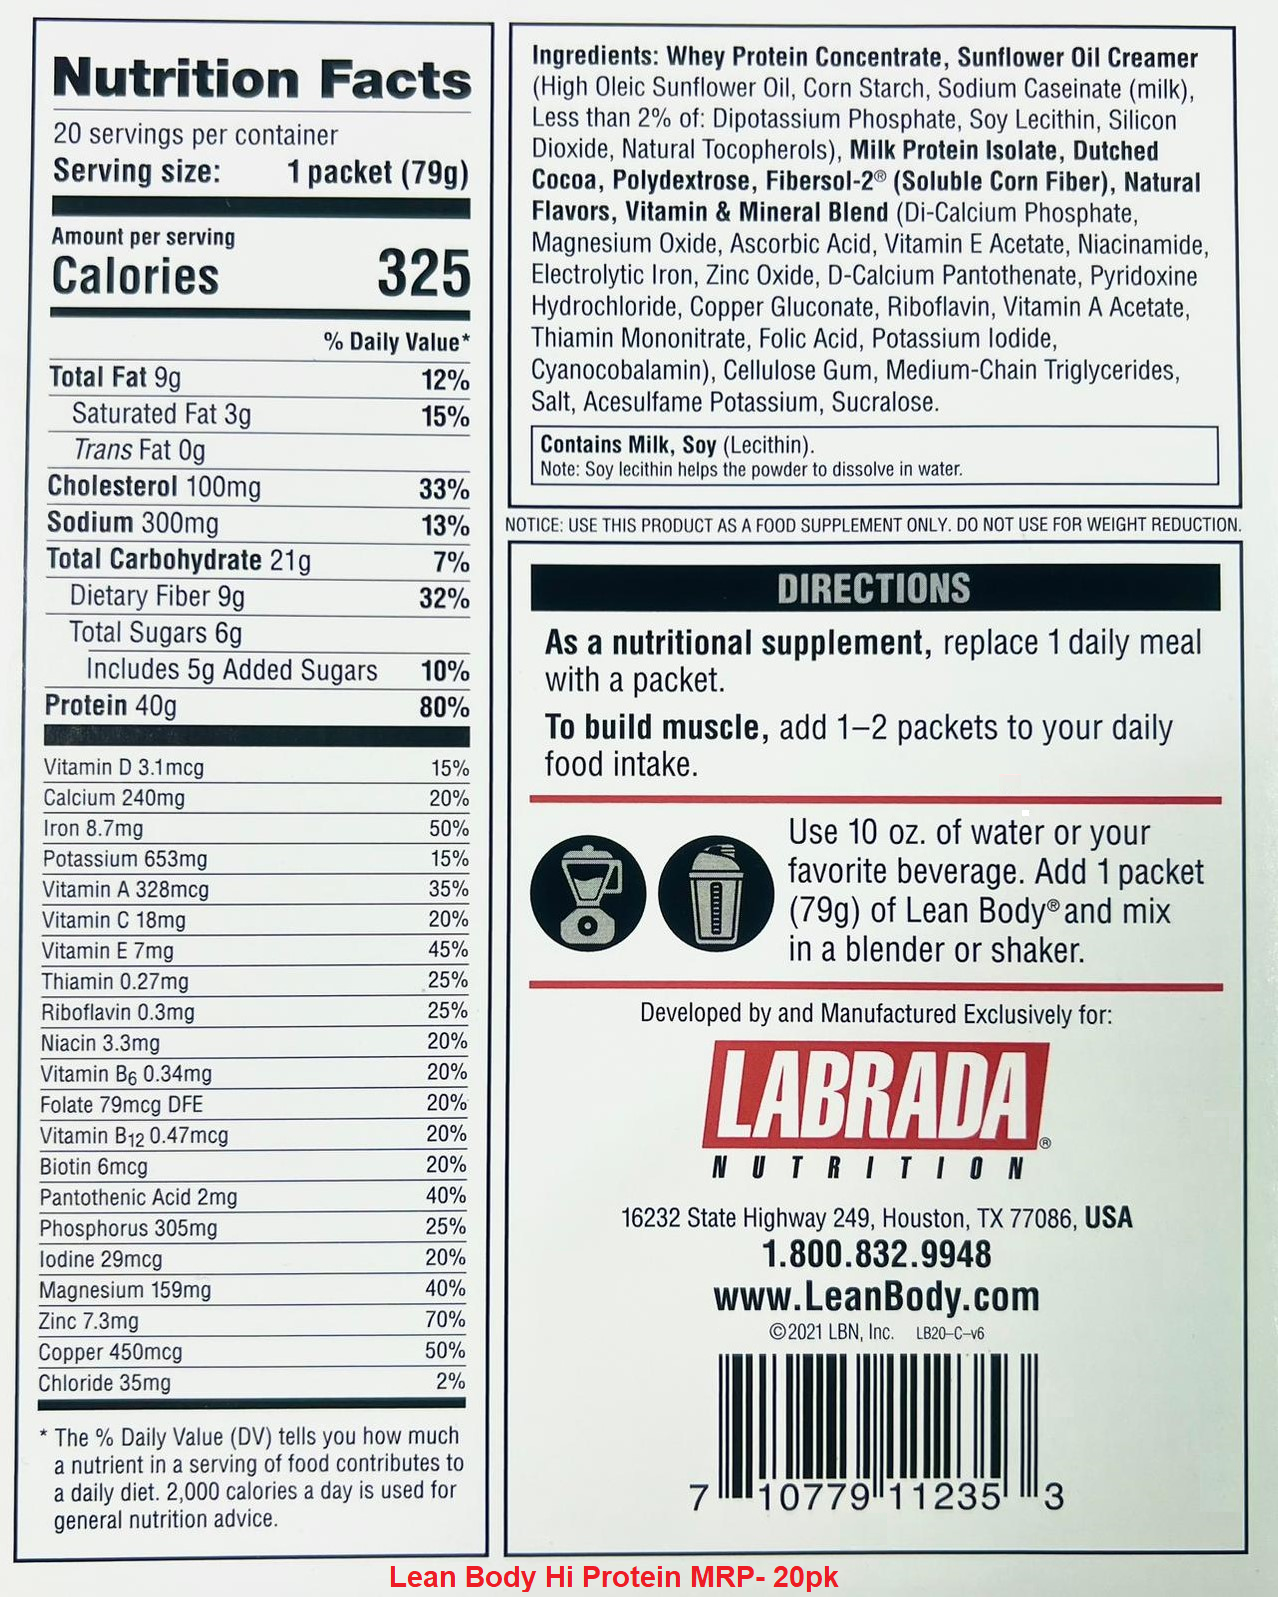 Nutrition Facts
20 servings per container
Serving size: 1 packet (79g)
Amount per serving
Calories 325
% Daily Value*
Total Fat 9g 12%
Saturated Fat 3g 15%
Trans Fat 0g
Cholesterol 100mg 33%
Sodium 300mg 13%
Total Carbohydrate 21g 7%
Dietary Fiber 9g 32%
Total Sugars 6g
Includes 5g Added Sugars 10%
Protein 40g 80%
Vitamin D 3.1mcg 15%
Calcium 240mg 20%
Iron 8.7mg 50%
Potassium 653mg 15%
Vitamin A 328mcg 35%
Vitamin C 18mg 20%
Vitamin E 7mg 45%
Thiamin 0.27mg 25%
Riboflavin 0.3mg 25%
Niacin 3.3mg 20%
Vitamin B6 0.34mg 20%
Folate 79mcg DFE 20%
Vitamin B12 0.47mcg 20%
Biotin 6mcg 20%
Pantothenic Acid 2mg 40%
Phosphorus 305mg 25%
Iodine 29mcg 20%
Magnesium 159mg 40%
Zinc 7.3mg 70%
Copper 450mcg 50%
Chloride 35mg 2%
* The % Daily Value (DV) tells you how much
a nutrient in a serving of food contributes to
a daily diet. 2,000 calories a day is used for
general nutrition advice.
Ingredients: Whey Protein Concentrate, Sunflower Oil Creamer
(High Oleic Sunflower Oil, Corn Starch, Sodium Caseinate (milk),
Less than 2% of: Dipotassium Phosphate, Soy Lecithin, Silicon
Dioxide, Natural Tocopherols), Milk Protein Isolate, Dutched
Cocoa, Polydextrose, Fibersol-2® (Soluble Corn Fiber), Natural
Flavors, Vitamin & Mineral Blend (Di-Calcium Phosphate,
Magnesium Oxide, Ascorbic Acid, Vitamin E Acetate, Niacinamide,
Electrolytic Iron, Zinc Oxide, D-Calcium Pantothenate, Pyridoxine
Hydrochloride, Copper Gluconate, Riboflavin, Vitamin A Acetate,
Thiamin Mononitrate, Folic Acid, Potassium Iodide,
Cyanocobalamin), Cellulose Gum, Medium-Chain Triglycerides,
Salt, Acesulfame Potassium, Sucralose.
Contains Milk, Soy (Lecithin).
Note: Soy lecithin helps the powder to dissolve in water.
NOTICE: USE THIS PRODUCT AS A FOOD SUPPLEMENT ONLY. DO NOT USE FOR WEIGHT REDUCTION.
DIRECTIONS
As a nutritional supplement, replace 1 daily meal
with a packet.
To build muscle, add 1–2 packets to your daily
food intake.
Use 10 oz. of water or your
favorite beverage. Add 1 packet
(79g) of Lean Body® and mix
in a blender or shaker.
Developed by and Manufactured Exclusively for:
LABRADA®
NUTRITION
16232 State Highway 249, Houston, TX 77086, USA
1.800.832.9948
www.LeanBody.com
©2021 LBN, Inc. LB20–C–v6
7 10779 11235 3
Lean Body Hi Protein MRP- 20pk